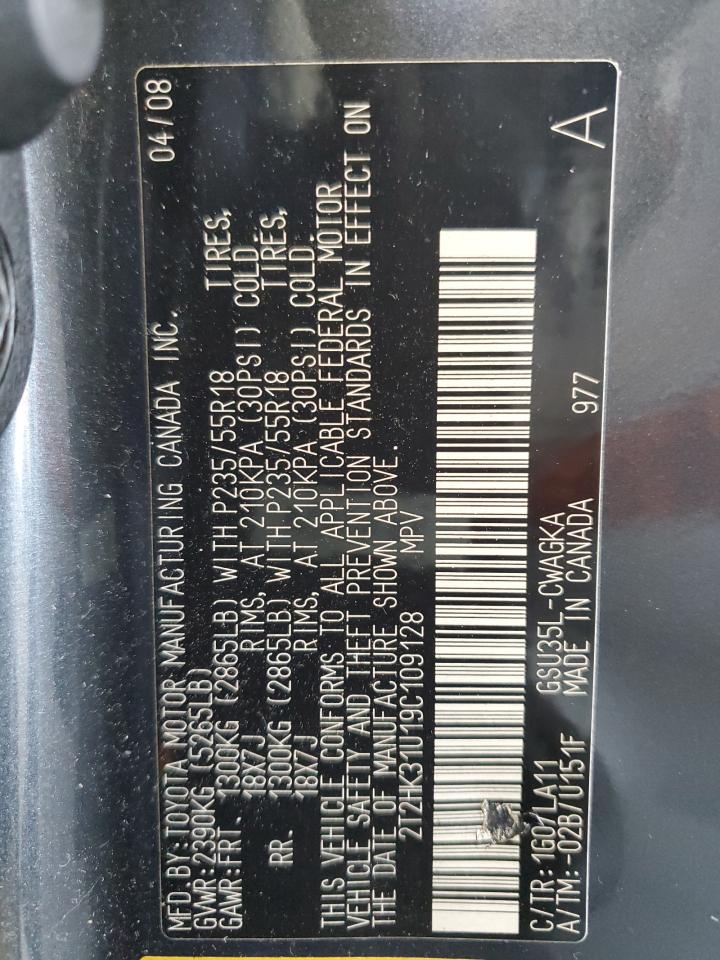 MFD.BY:TOYOTA MOTOR MANUFACTURING CANADA INC. 04/08
GVWR:2390KG (5265LB)
GAWR:FRT. 1300KG (2865LB) WITH P235/55R18 TIRES,
18X7J RIMS, AT 210KPA (30PSI) COLD.
RR. 1300KG (2865LB) WITH P235/55R18 TIRES,
18X7J RIMS, AT 210KPA (30PSI) COLD.
THIS VEHICLE CONFORMS TO ALL APPLICABLE FEDERAL MOTOR
VEHICLE SAFETY AND THEFT PREVENTION STANDARDS IN EFFECT ON
THE DATE OF MANUFACTURE SHOWN ABOVE.
2T2HK31U19C109128 MPV
C/TR:1G0/LA11 GSU35L-CWAGKA
A/TM:-02B/U151F MADE IN CANADA 977 A